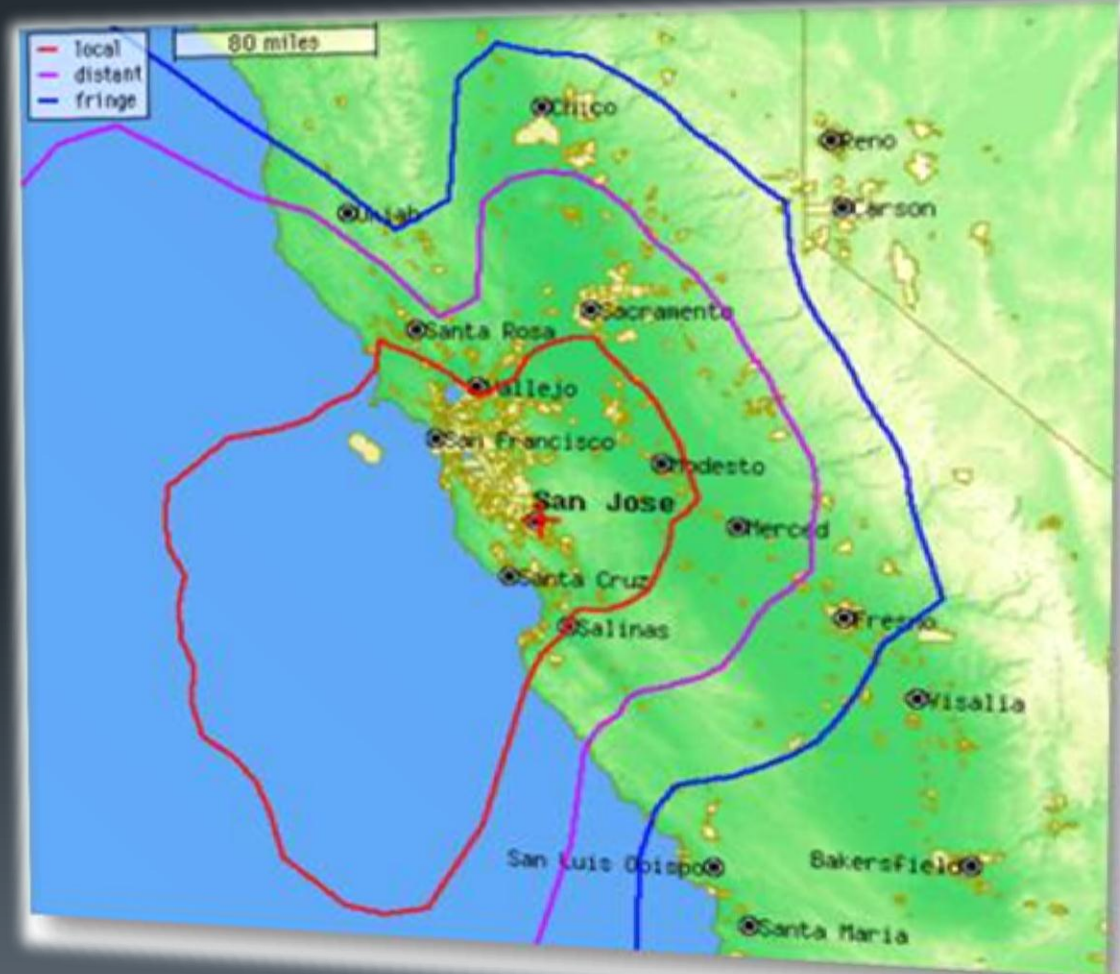 local
distant
fringe
80 miles
Chico
Reno
Ukiah
Carson
Sacramento
Santa Rosa
Vallejo
San Francisco
Modesto
San Jose
Merced
Santa Cruz
Fresno
Salinas
Visalia
San Luis Obispo
Bakersfield
Santa Maria